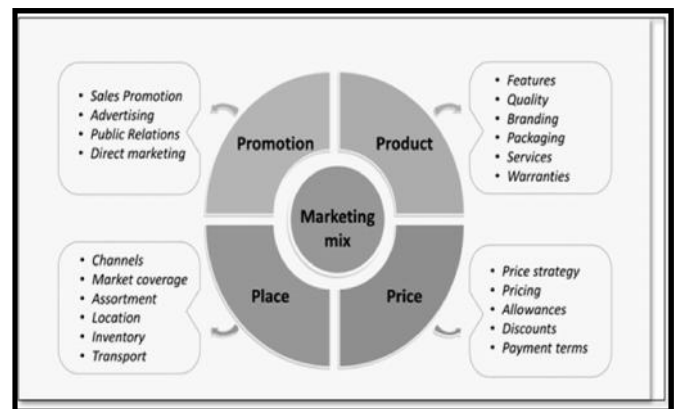 • Sales Promotion
• Advertising
• Public Relations
• Direct marketing
Promotion
Product
• Features
• Quality
• Branding
• Packaging
• Services
• Warranties
Marketing
mix
• Channels
• Market coverage
• Assortment
• Location
• Inventory
• Transport
Place
Price
• Price strategy
• Pricing
• Allowances
• Discounts
• Payment terms